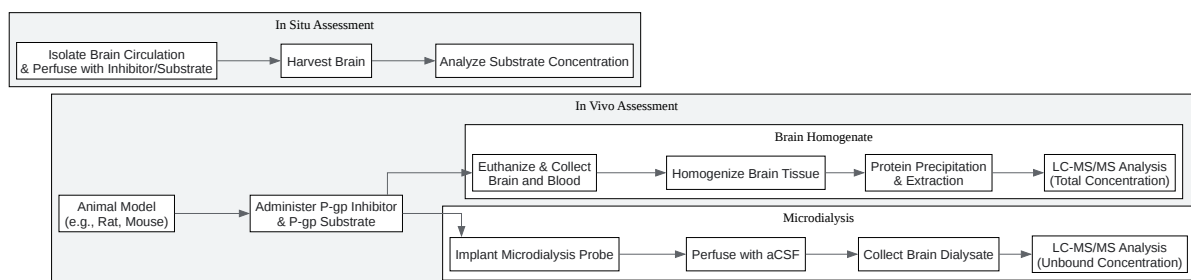 In Situ Assessment
Isolate Brain Circulation
& Perfuse with Inhibitor/Substrate
Harvest Brain
Analyze Substrate Concentration
In Vivo Assessment
Animal Model
(e.g., Rat, Mouse)
Administer P-gp Inhibitor
& P-gp Substrate
Brain Homogenate
Euthanize & Collect
Brain and Blood
Homogenize Brain Tissue
Protein Precipitation
& Extraction
LC-MS/MS Analysis
(Total Concentration)
Microdialysis
Implant Microdialysis Probe
Perfuse with aCSF
Collect Brain Dialysate
LC-MS/MS Analysis
(Unbound Concentration)